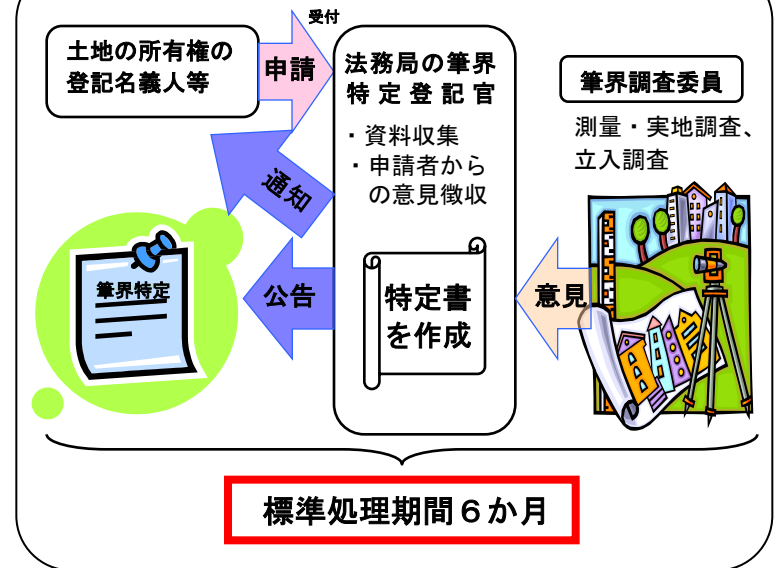 受付
土地の所有権の
登記名義人等
申請
法務局の筆界
特定登記官
・資料収集
・申請者から
の意見徴収
筆界調査委員
測量・実地調査、
立入調査
通知
筆界特定
公告
特定書
を作成
意見
標準処理期間６か月